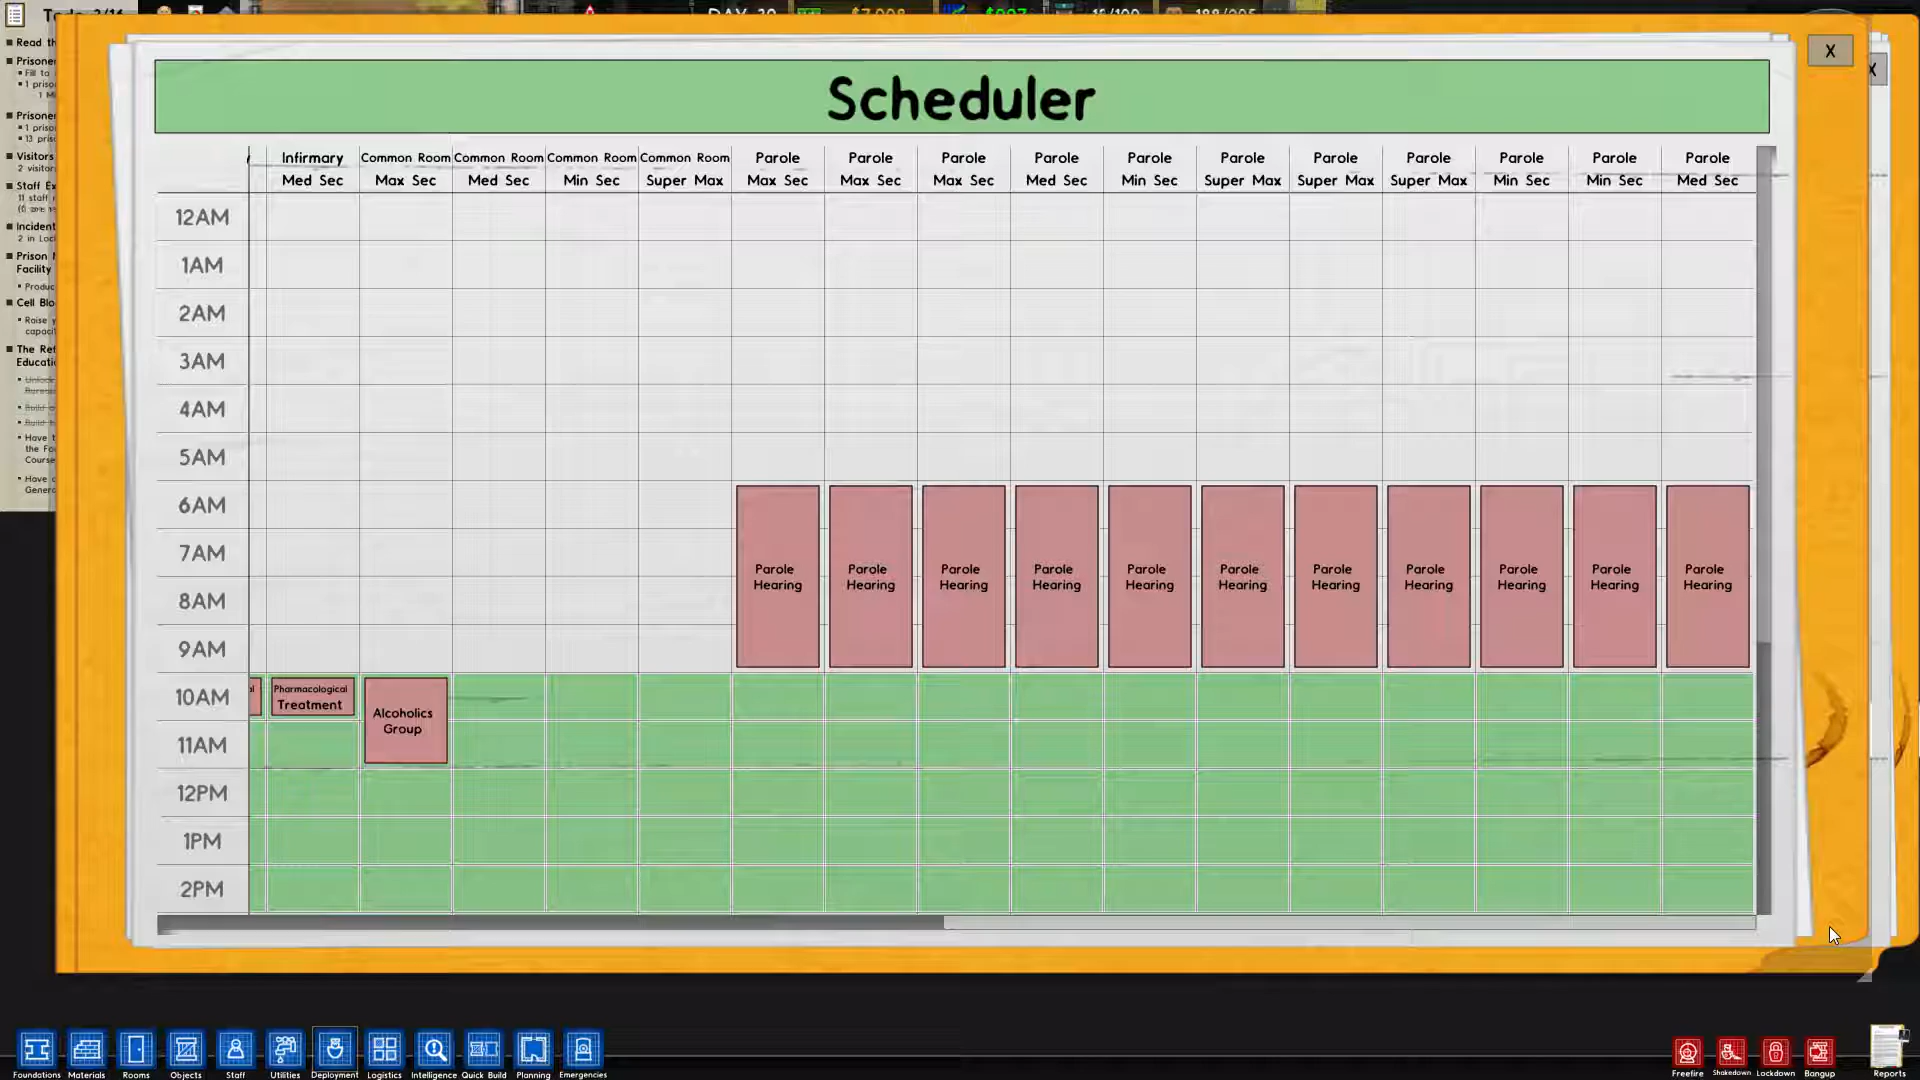 DAY
Scheduler
X
X
Infirmary Common Room Common Room Common Room Common Room Parole Parole Parole Parole Parole Parole Parole Parole Parole Parole Parole
Med Sec Max Sec Med Sec Min Sec Super Max Max Sec Max Sec Max Sec Med Sec Min Sec Super Max Super Max Super Max Min Sec Min Sec Med Sec
12AM
1AM
2AM
3AM
4AM
5AM
6AM
7AM
Parole Parole Parole Parole Parole Parole Parole Parole Parole Parole Parole
Hearing Hearing Hearing Hearing Hearing Hearing Hearing Hearing Hearing Hearing Hearing
8AM
9AM
10AM
Pharmacological
Treatment
Alcoholics
Group
11AM
12PM
1PM
2PM
Read
Visitors
Facility
Foundations Materials Rooms Objects Staff Utilities Deployment Logistics Intelligence Quick Build Planning Emergencies Freefire Shakedown Lockdown Bangup Reports